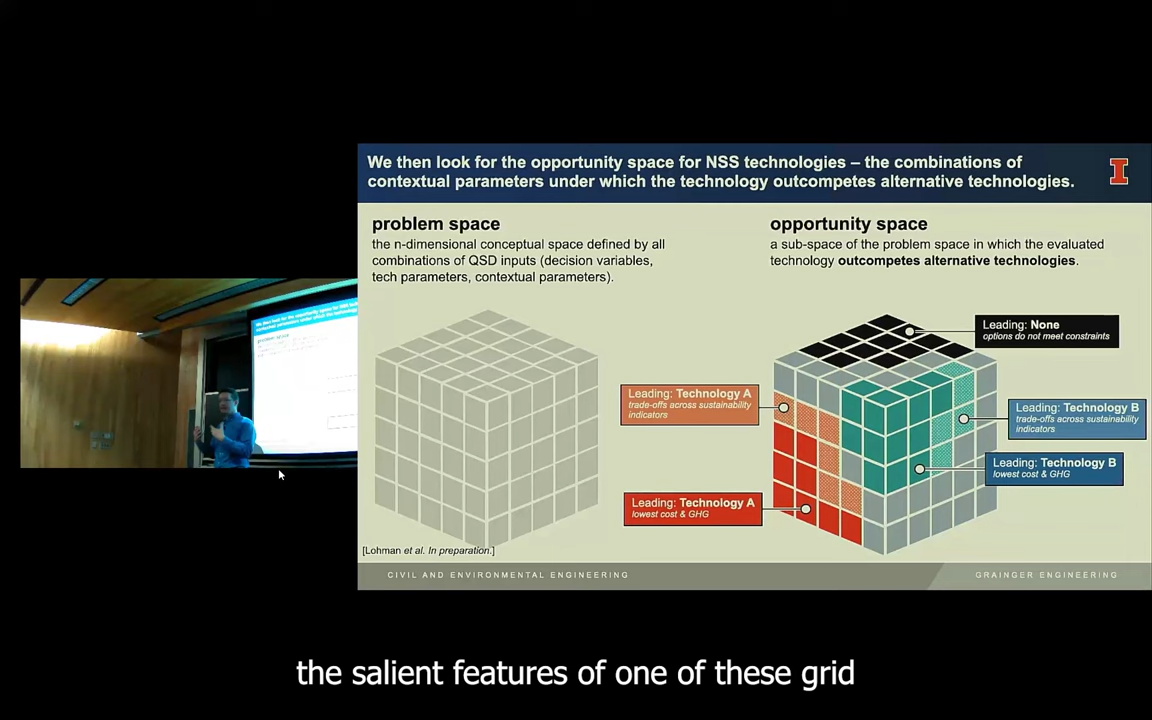 We then look for the opportunity space for NSS technologies – the combinations of
contextual parameters under which the technology outcompetes alternative technologies.
problem space
the n-dimensional conceptual space defined by all
combinations of QSD inputs (decision variables,
tech parameters, contextual parameters).
opportunity space
a sub-space of the problem space in which the evaluated
technology outcompetes alternative technologies.
Leading: None
options do not meet constraints
Leading: Technology A
trade-offs across sustainability
indicators
Leading: Technology B
trade-offs across sustainability
indicators
Leading: Technology B
lowest cost & GHG
Leading: Technology A
lowest cost & GHG
[Lohman et al. In preparation.]
CIVIL AND ENVIRONMENTAL ENGINEERING
GRAINGER ENGINEERING
problem space
the salient features of one of these grid